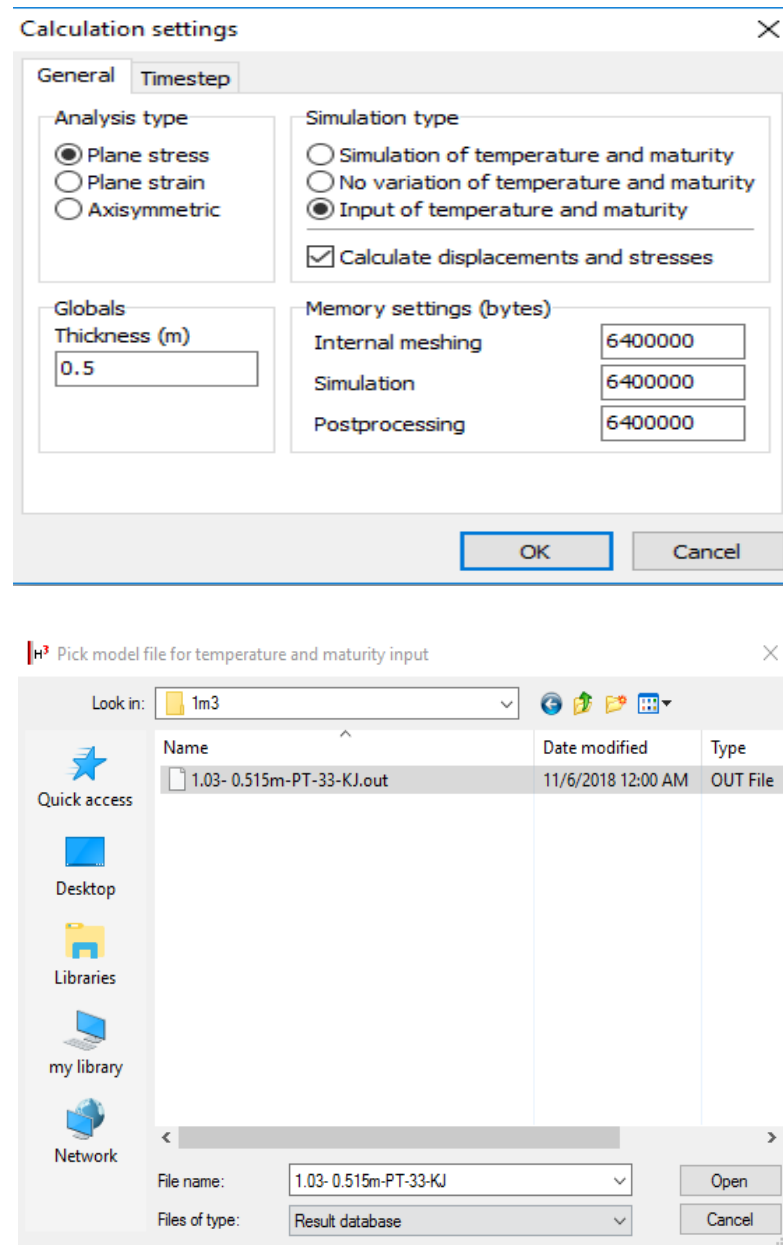 Calculation settings
General Timestep
Analysis type
Plane stress
Plane strain
Axisymmetric
Simulation type
Simulation of temperature and maturity
No variation of temperature and maturity
Input of temperature and maturity
Calculate displacements and stresses
Globals
Thickness (m)
0.5
Memory settings (bytes)
Internal meshing 6400000
Simulation 6400000
Postprocessing 6400000
OK Cancel
H3 Pick model file for temperature and maturity input
Look in: 1m3
Quick access
Desktop
Libraries
my library
Network
Name Date modified Type
1.03- 0.515m-PT-33-KJ.out 11/6/2018 12:00 AM OUT File
File name: 1.03- 0.515m-PT-33-KJ Open
Files of type: Result database Cancel